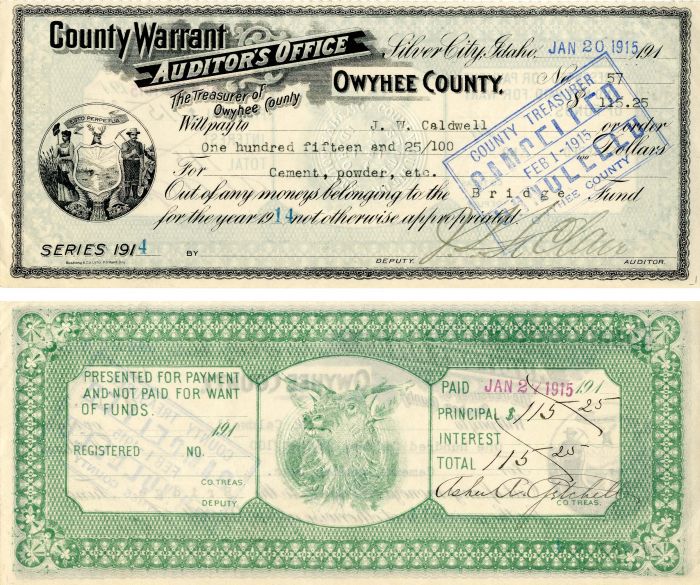 County Warrant
AUDITOR'S OFFICE
Silver City, Idaho, JAN 20 1915 191
OWYHEE COUNTY.
No. 157
The Treasurer of
Owyhee County
$ 115.25
Will pay to J. W. Caldwell or order
One hundred fifteen and 25/100 Dollars
For Cement, powder, etc.
Out of any moneys belonging to the Bridge Fund
for the year 1914 not otherwise appropriated.
ESTO PERPETUA
COUNTY TREASURER
CANCELLED
FEB 1-1915
OWYHEE COUNTY
SERIES 1914 BY DEPUTY. AUDITOR.
PRESENTED FOR PAYMENT
AND NOT PAID FOR WANT
OF FUNDS.
191
REGISTERED NO.
CO. TREAS.
DEPUTY
PAID JAN 2 1915 191
PRINCIPAL $ 115 25
INTEREST
TOTAL 115 25
CO. TREAS.